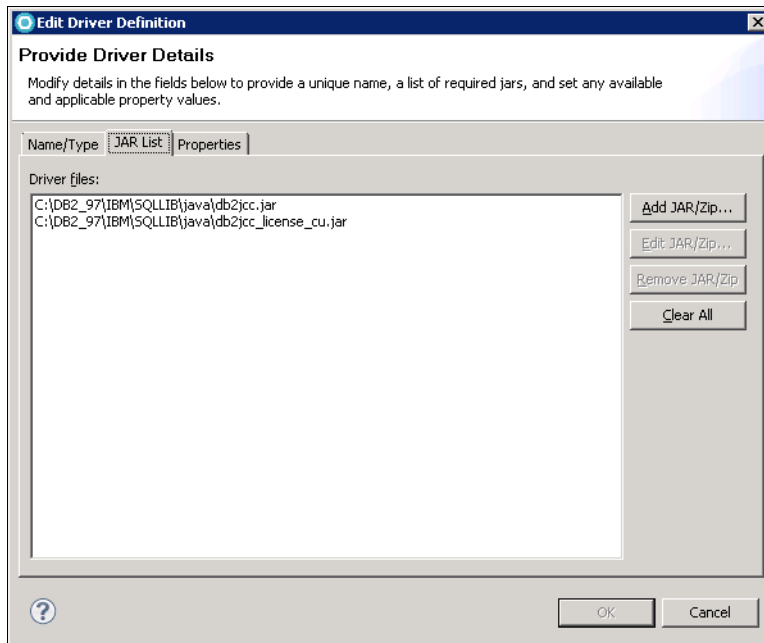 Edit Driver Definition
Provide Driver Details
Modify details in the fields below to provide a unique name, a list of required jars, and set any available
and applicable property values.
Name/Type JAR List Properties
Driver files:
C:\DB2_97\IBM\SQLLIB\java\db2jcc.jar
C:\DB2_97\IBM\SQLLIB\java\db2jcc_license_cu.jar
Add JAR/Zip...
Edit JAR/Zip...
Remove JAR/Zip
Clear All
?
OK Cancel